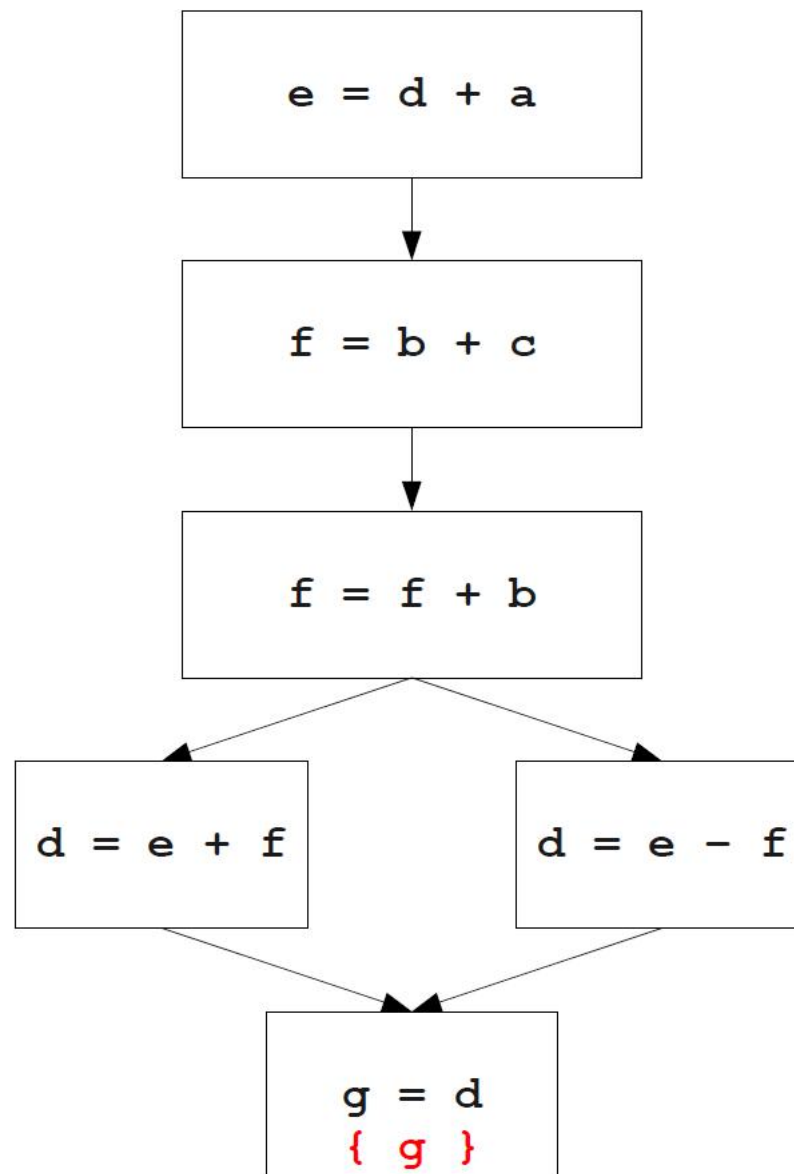 e = d + a
f = b + c
f = f + b
d = e + f
d = e - f
g = d
{ g }